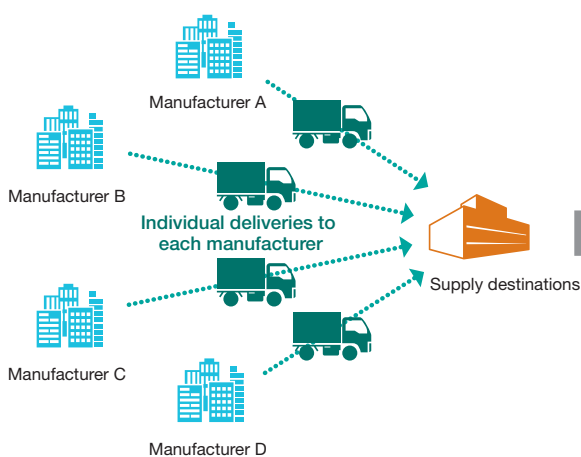 Manufacturer A
Manufacturer B
Individual deliveries to
each manufacturer
Supply destinations
Manufacturer C
Manufacturer D